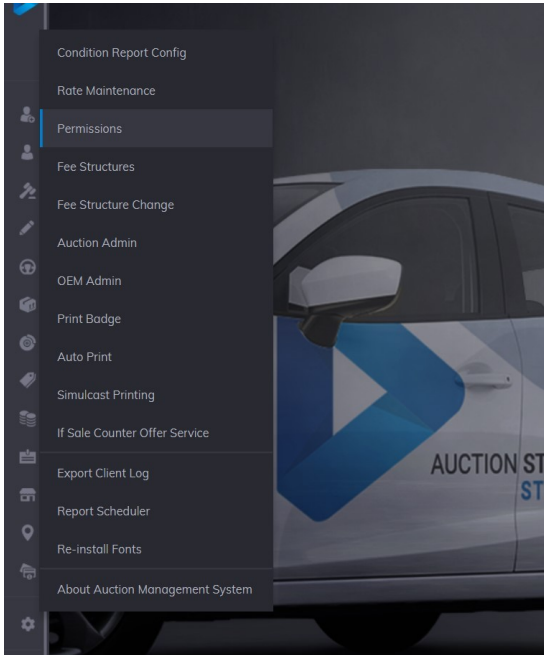 Condition Report Config
Rate Maintenance
Permissions
Fee Structures
Fee Structure Change
Auction Admin
OEM Admin
Print Badge
Auto Print
Simulcast Printing
If Sale Counter Offer Service
Export Client Log
Report Scheduler
Re-install Fonts
About Auction Management System
AUCTION ST
ST